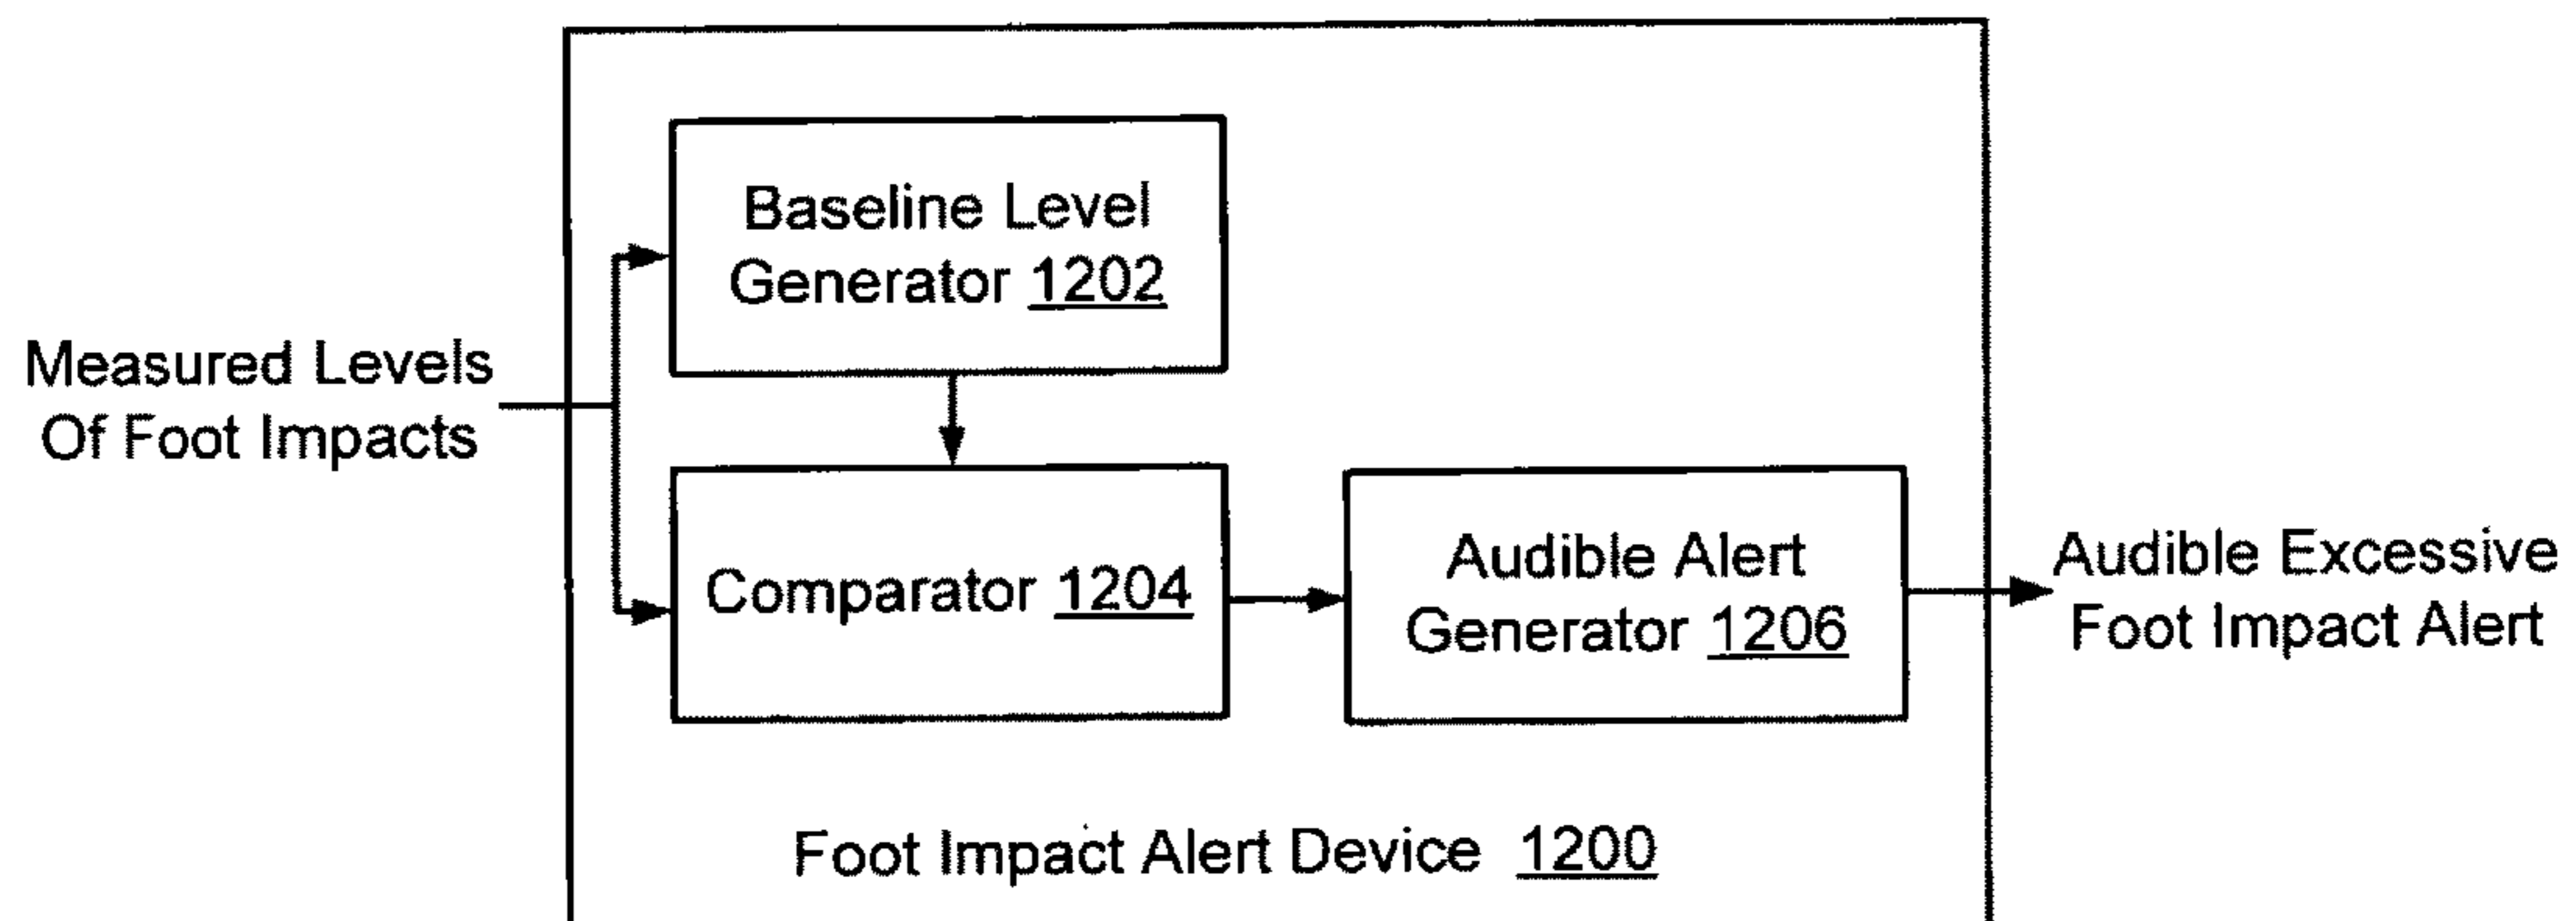 Measured Levels
Of Foot Impacts
Baseline Level
Generator 1202
Comparator 1204
Audible Alert
Generator 1206
Audible Excessive
Foot Impact Alert
Foot Impact Alert Device 1200